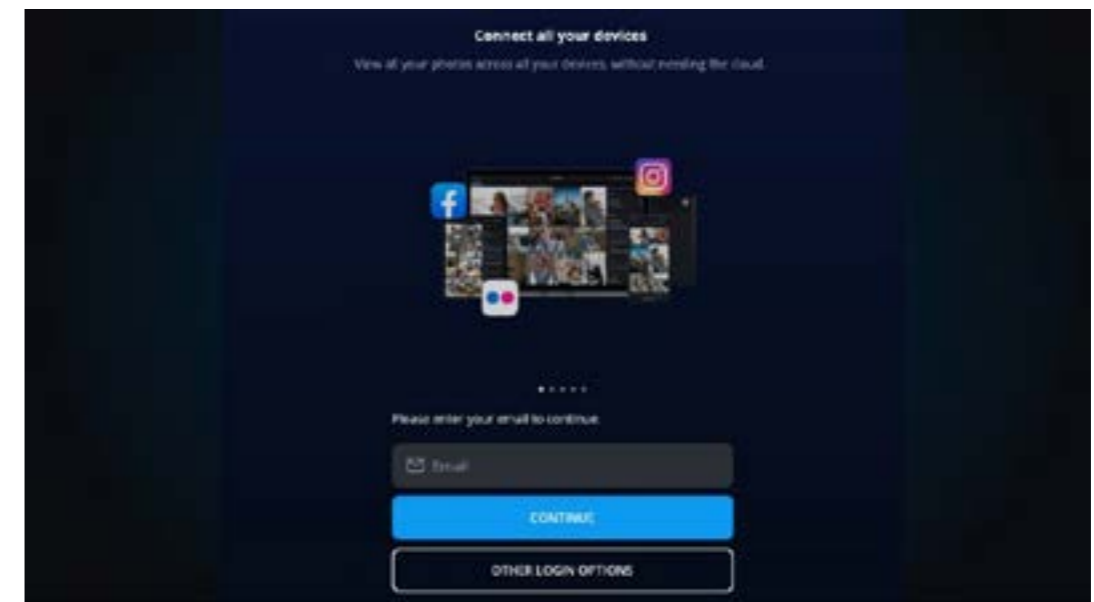 Connect all your devices
View all your photos across all your devices, without needing the cloud.
Please enter your email to continue
Email
CONTINUE
OTHER LOGIN OPTIONS